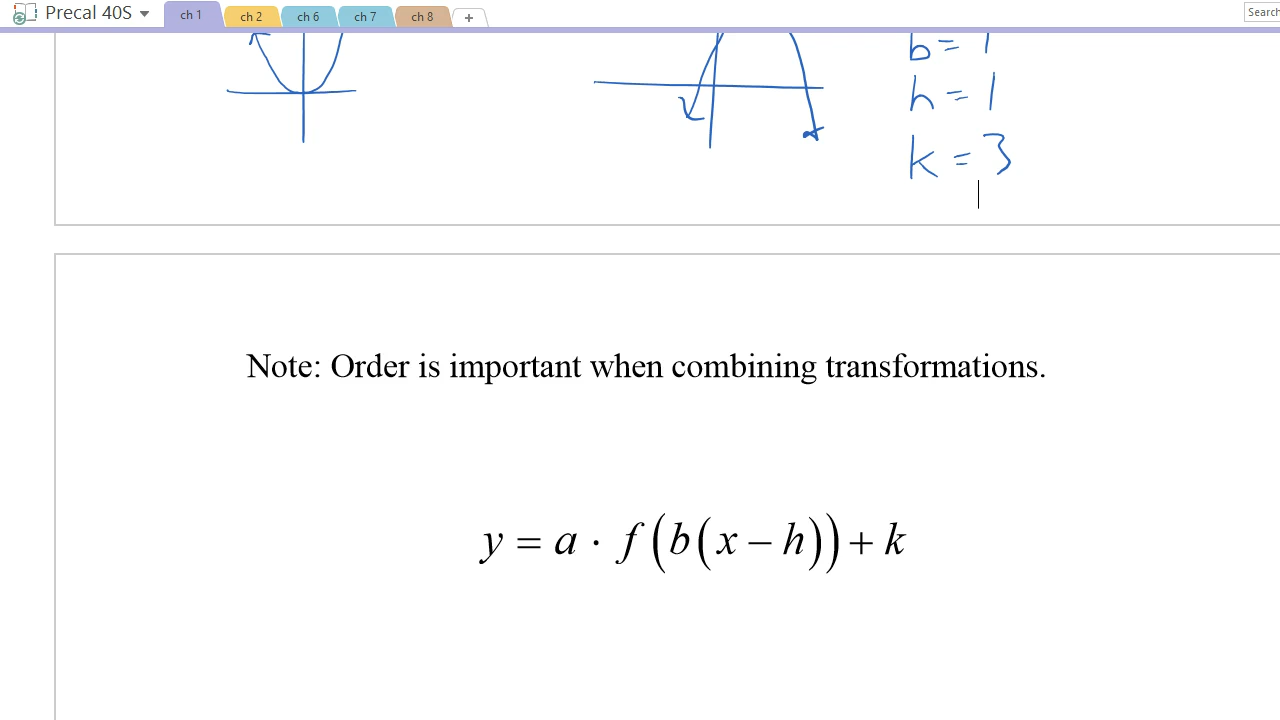 Precal 40S
ch 1
ch 2
ch 6
ch 7
ch 8
+
Search
b = 1
h = 1
k = 3
Note: Order is important when combining transformations.
y = a · f(b(x − h)) + k